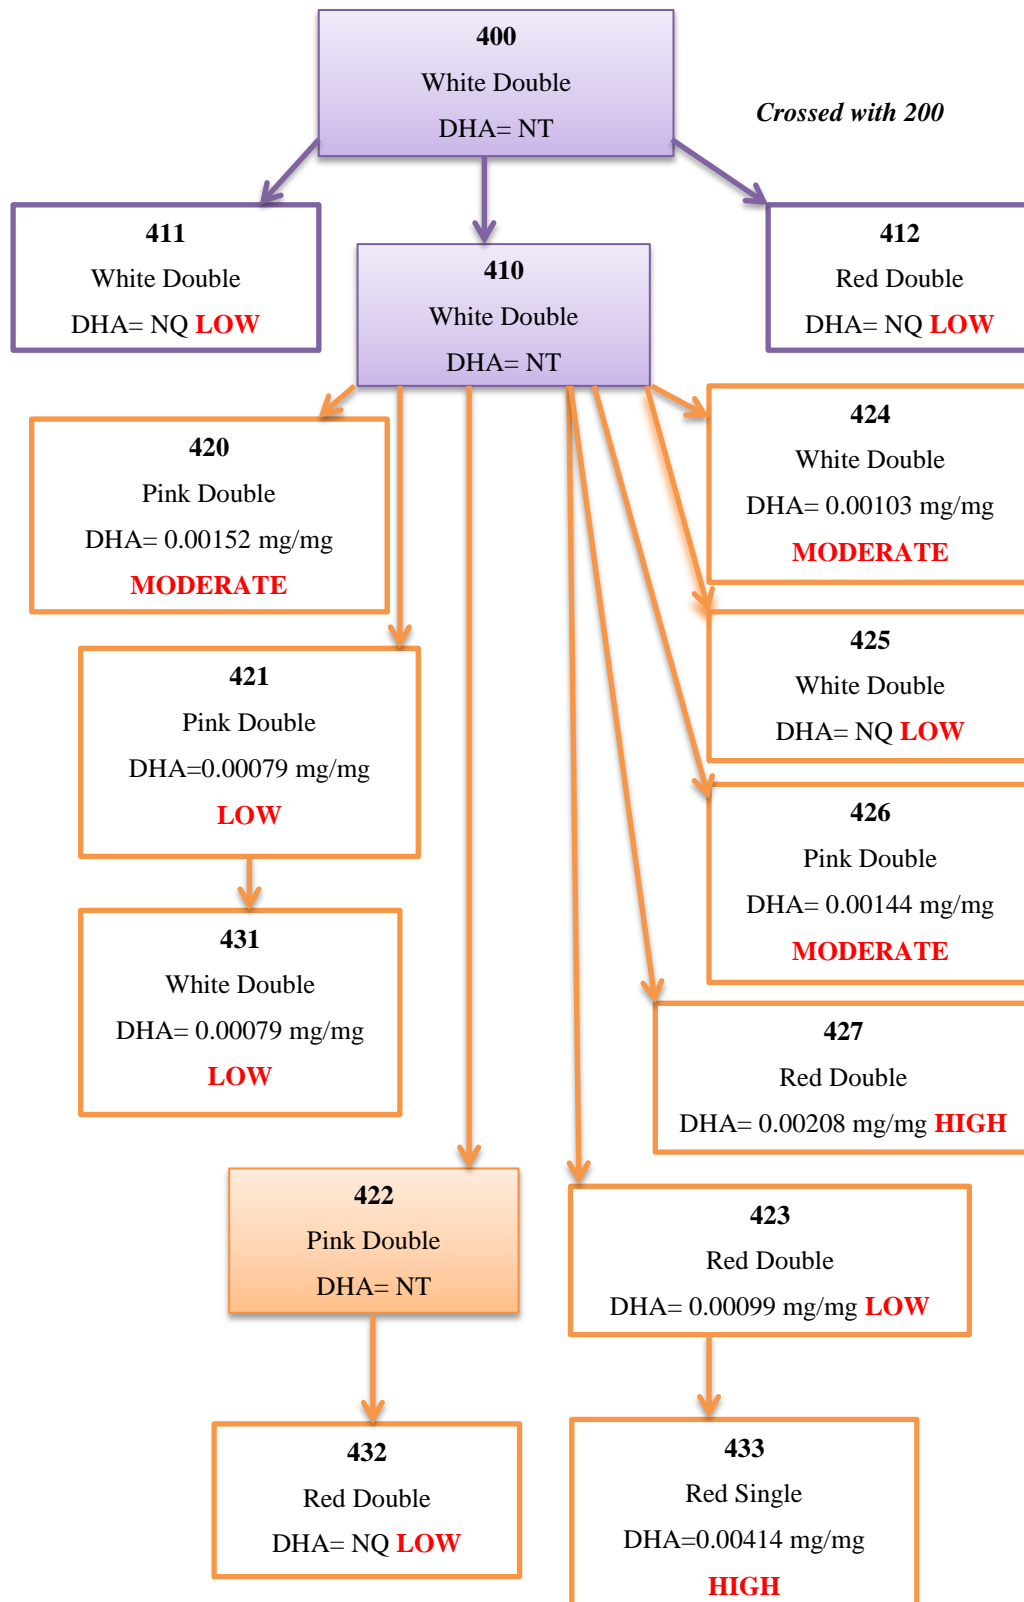 400
White Double
DHA= NT
Crossed with 200
411
White Double
DHA= NQ LOW
410
White Double
DHA= NT
412
Red Double
DHA= NQ LOW
420
Pink Double
DHA= 0.00152 mg/mg
MODERATE
424
White Double
DHA= 0.00103 mg/mg
MODERATE
421
Pink Double
DHA=0.00079 mg/mg
LOW
425
White Double
DHA= NQ LOW
426
Pink Double
DHA= 0.00144 mg/mg
MODERATE
431
White Double
DHA= 0.00079 mg/mg
LOW
427
Red Double
DHA= 0.00208 mg/mg HIGH
422
Pink Double
DHA= NT
423
Red Double
DHA= 0.00099 mg/mg LOW
432
Red Double
DHA= NQ LOW
433
Red Single
DHA=0.00414 mg/mg
HIGH